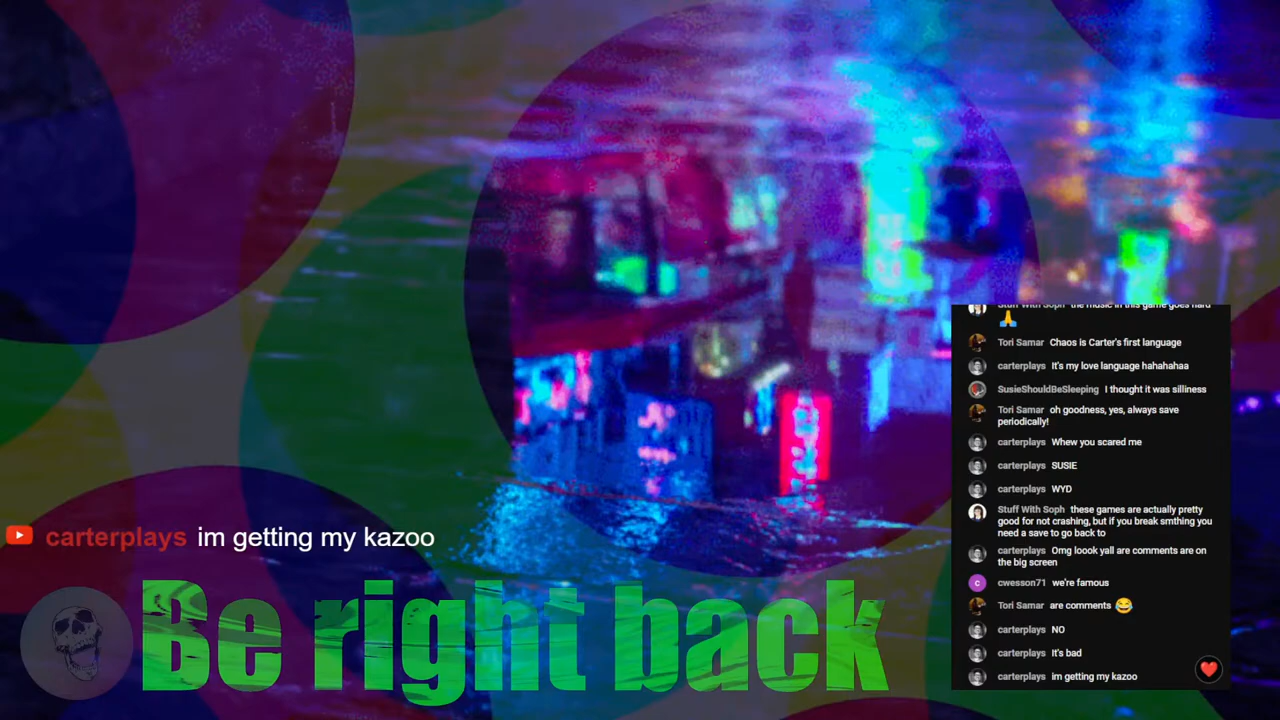 Stuff With Soph the music in this game goes hard
🙏
Tori Samar Chaos is Carter's first language
carterplays It's my love language hahahahaa
SusieShouldBeSleeping I thought it was silliness
Tori Samar oh goodness, yes, always save
periodically!
carterplays Whew you scared me
carterplays SUSIE
carterplays WYD
Stuff With Soph these games are actually pretty
good for not crashing, but if you break smthing you
need a save to go back to
carterplays Omg loook yall are comments are on
the big screen
c cwesson71 we're famous
Tori Samar are comments 😂
carterplays NO
carterplays It's bad
carterplays im getting my kazoo
carterplays im getting my kazoo
Be right back